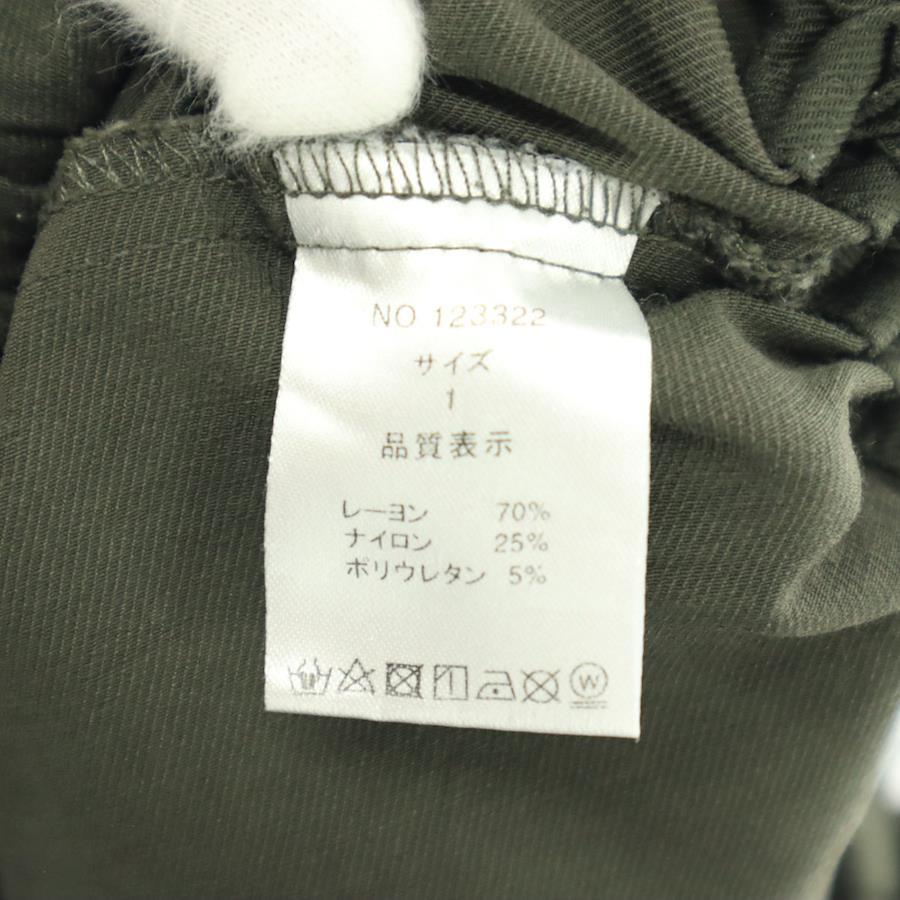 NO 123322
サイズ
1
品質表示
レーヨン 70%
ナイロン 25%
ポリウレタン 5%
W